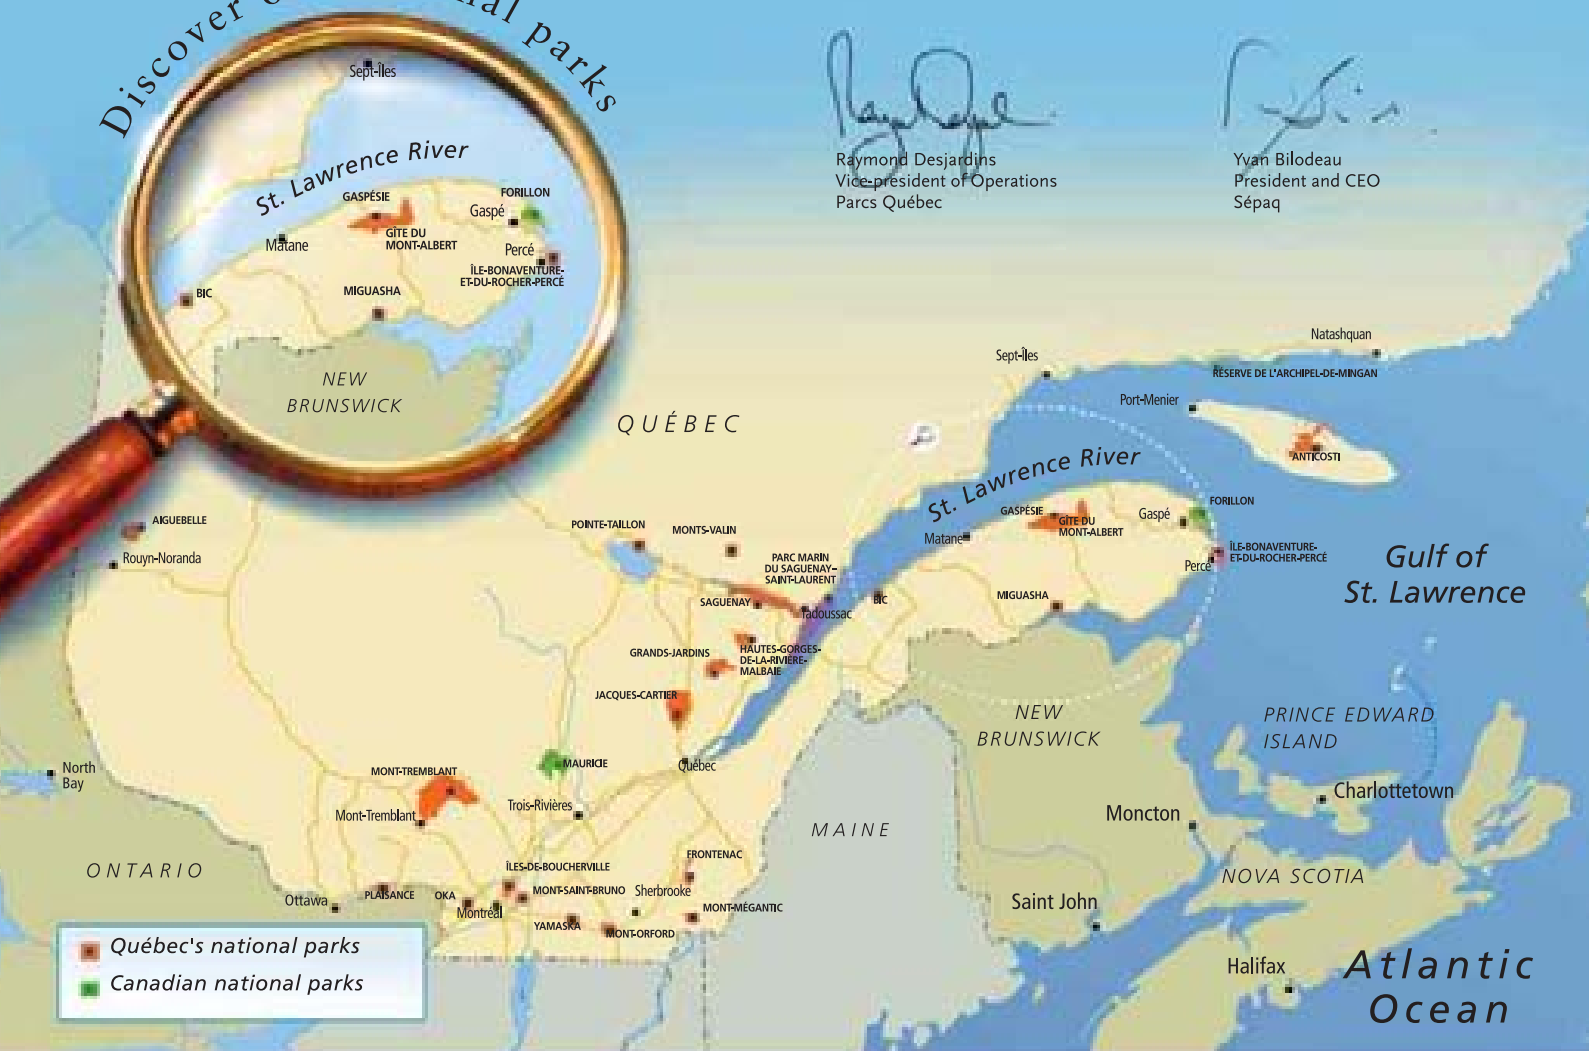 Discover
parks
Sept-Îles
St. Lawrence River
GASPÉSIE
FORILLON
Gaspé
GÎTE DU
MONT-ALBERT
Matane
Percé
ÎLE-BONAVENTURE-
ET-DU-ROCHER-PERCÉ
BIC
MIGUASHA
NEW
BRUNSWICK
Raymond Desjardins
Vice-president of Operations
Parcs Québec
Yvan Bilodeau
President and CEO
Sépaq
Natashquan
Sept-Îles
RÉSERVE DE L'ARCHIPEL-DE-MINGAN
Port-Menier
QUÉBEC
ANTICOSTI
St. Lawrence River
FORILLON
GASPÉSIE
GÎTE DU
MONT-ALBERT
Gaspé
Matane
ÎLE-BONAVENTURE-
ET-DU-ROCHER-PERCÉ
Percé
Gulf of
St. Lawrence
AIGUEBELLE
Rouyn-Noranda
POINTE-TAILLON
MONTS-VALIN
PARC MARIN
DU SAGUENAY–
SAINT-LAURENT
SAGUENAY
Tadoussac
BIC
MIGUASHA
GRANDS-JARDINS
HAUTES-GORGES-
DE-LA-RIVIÈRE-
MALBAIE
JACQUES-CARTIER
NEW
BRUNSWICK
PRINCE EDWARD
ISLAND
North
Bay
MONT-TREMBLANT
MAURICIE
Québec
Charlottetown
Mont-Tremblant
Trois-Rivières
Moncton
MAINE
ONTARIO
FRONTENAC
ÎLES-DE-BOUCHERVILLE
NOVA SCOTIA
Ottawa
PLAISANCE
OKA
Montréal
MONT-SAINT-BRUNO
Sherbrooke
MONT-MÉGANTIC
Saint John
YAMASKA
MONT-ORFORD
Québec's national parks
Canadian national parks
Halifax
Atlantic
Ocean